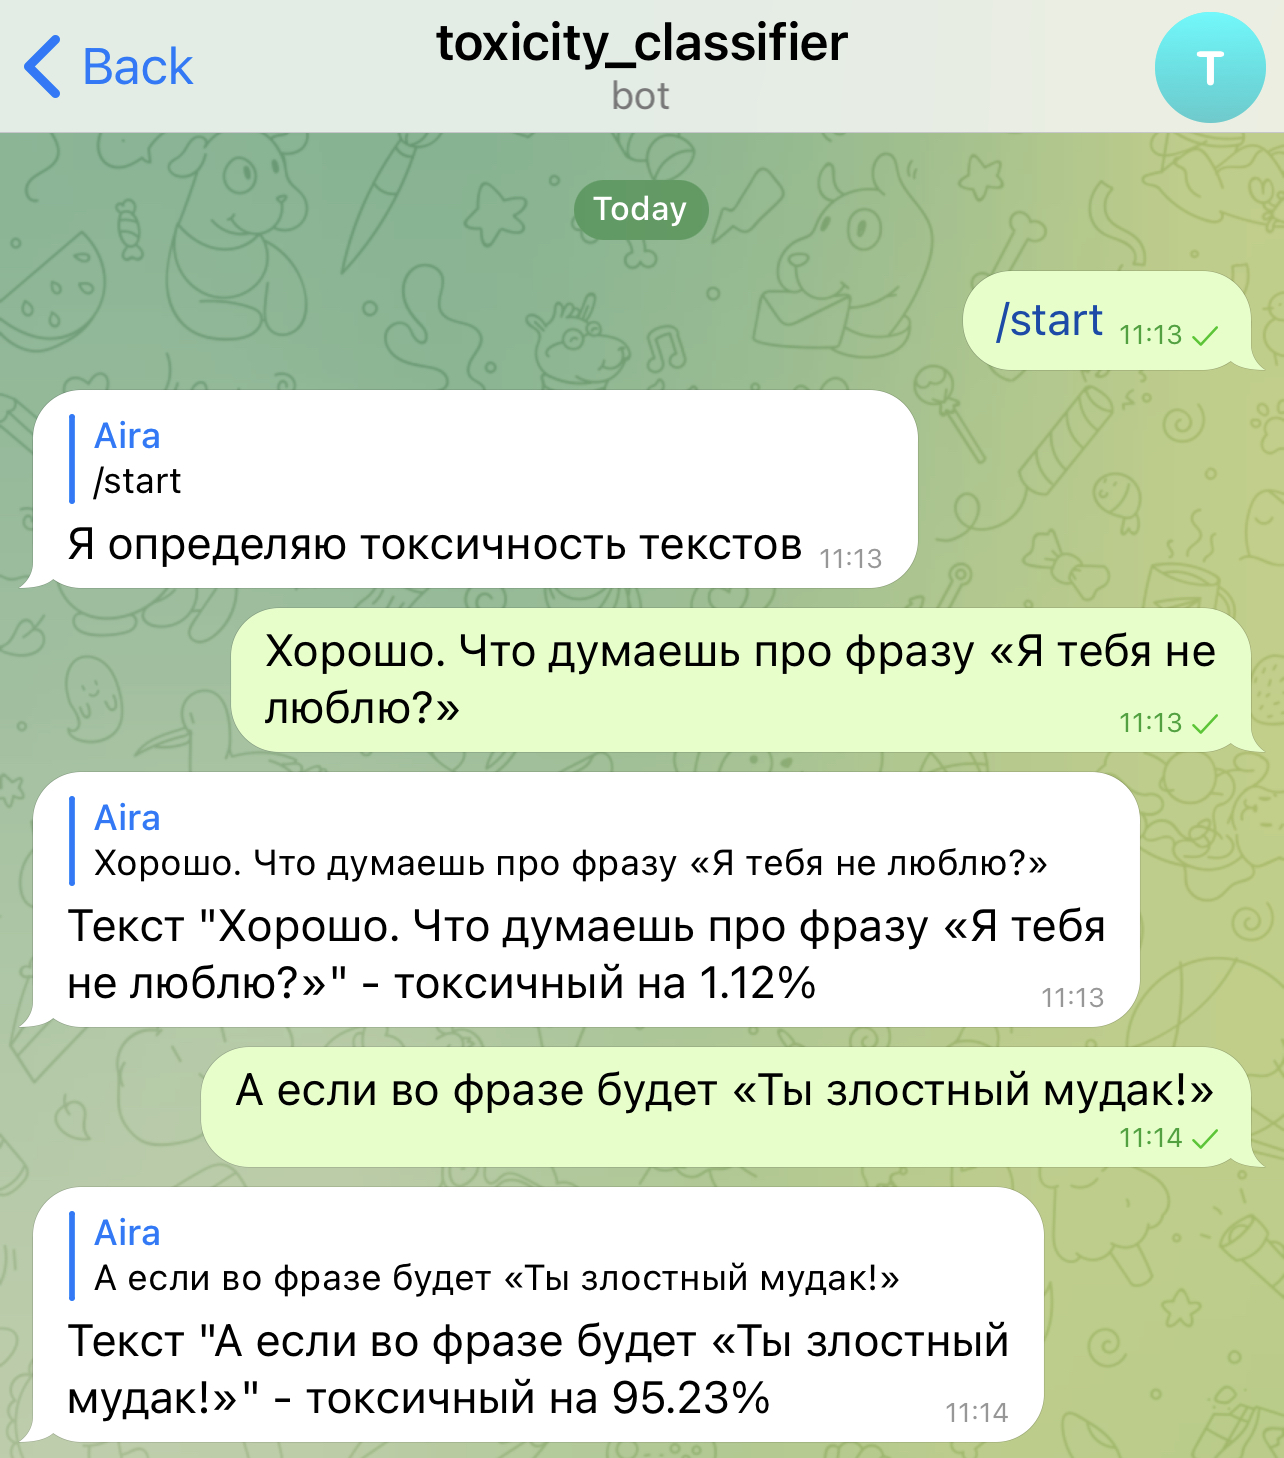 Back
toxicity_classifier
bot
T
Today
/start 11:13
Aira
/start
Я определяю токсичность текстов 11:13
Хорошо. Что думаешь про фразу «Я тебя не
люблю?»
11:13
Aira
Хорошо. Что думаешь про фразу «Я тебя не люблю?»
Текст "Хорошо. Что думаешь про фразу «Я тебя
не люблю?»" - токсичный на 1.12%
11:13
А если во фразе будет «Ты злостный мудак!»
11:14
Aira
А если во фразе будет «Ты злостный мудак!»
Текст "А если во фразе будет «Ты злостный
мудак!»" - токсичный на 95.23%
11:14